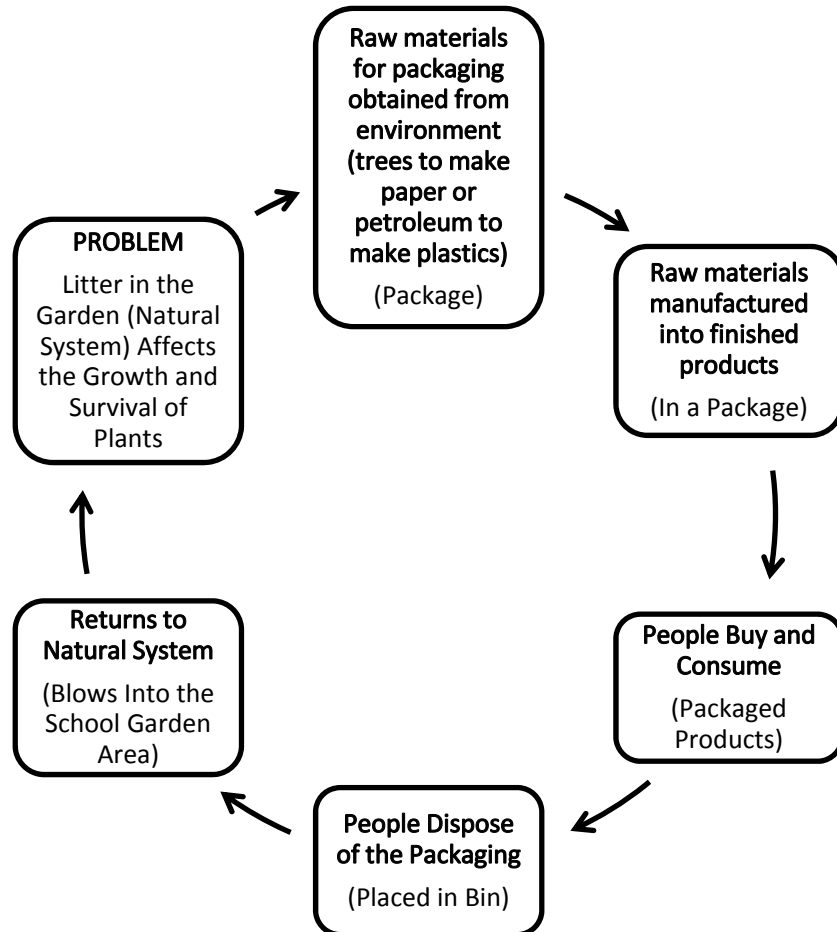 Raw materials
for packaging
obtained from
environment
(trees to make
paper or
petroleum to
make plastics)
(Package)
Raw materials
manufactured
into finished
products
(In a Package)
People Buy and
Consume
(Packaged
Products)
People Dispose
of the Packaging
(Placed in Bin)
Returns to
Natural System
(Blows Into the
School Garden
Area)
PROBLEM
Litter in the
Garden (Natural
System) Affects
the Growth and
Survival of
Plants